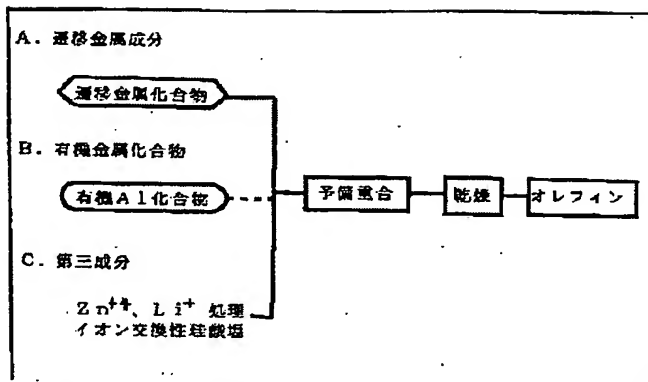 A. 遷移金属成分
遷移金属化合物
B. 有機金属化合物
有機Al化合物
予備重合
乾燥
オレフィン
C. 第三成分
Zn⁺⁺、Li⁺ 処理
イオン交換性珪酸塩